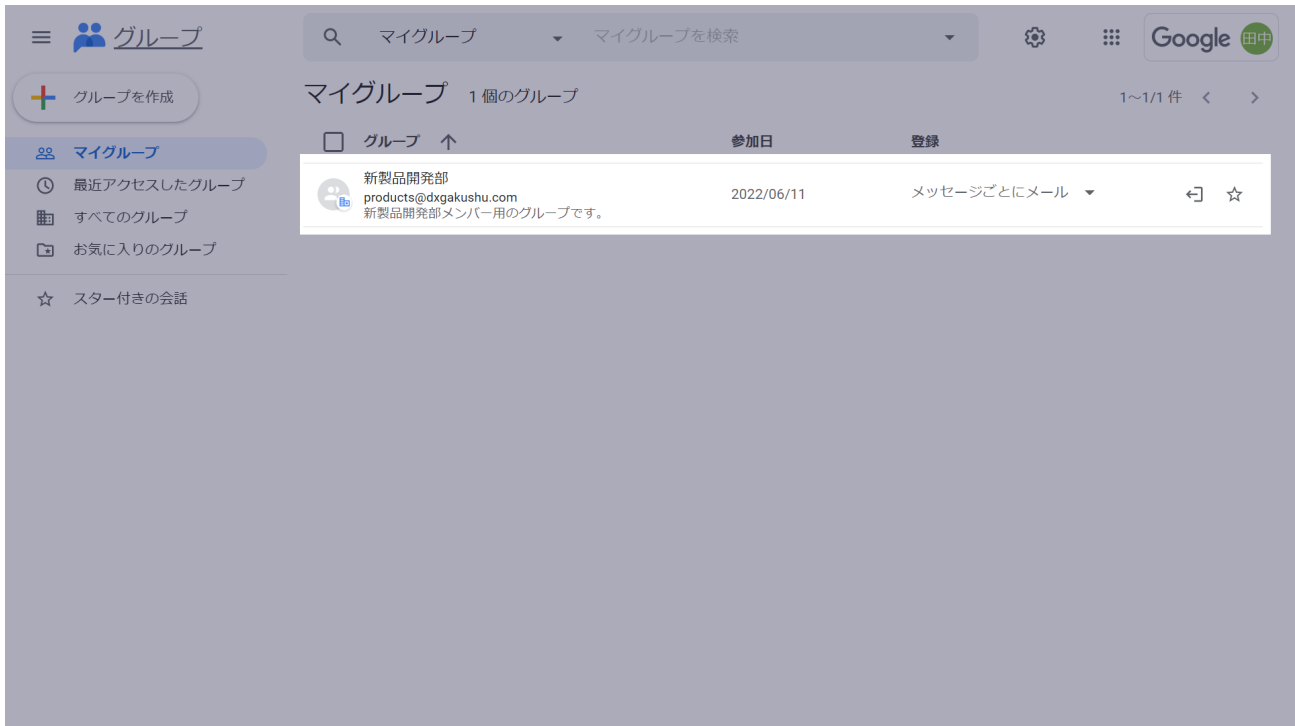 グループ
マイグループ マイグループを検索
Google 田中
グループを作成
マイグループ 1 個のグループ 1～1/1 件
マイグループ
最近アクセスしたグループ
すべてのグループ
お気に入りのグループ
スター付きの会話
グループ 参加日 登録
新製品開発部
products@dxgakushu.com 2022/06/11 メッセージごとにメール
新製品開発部メンバー用のグループです。